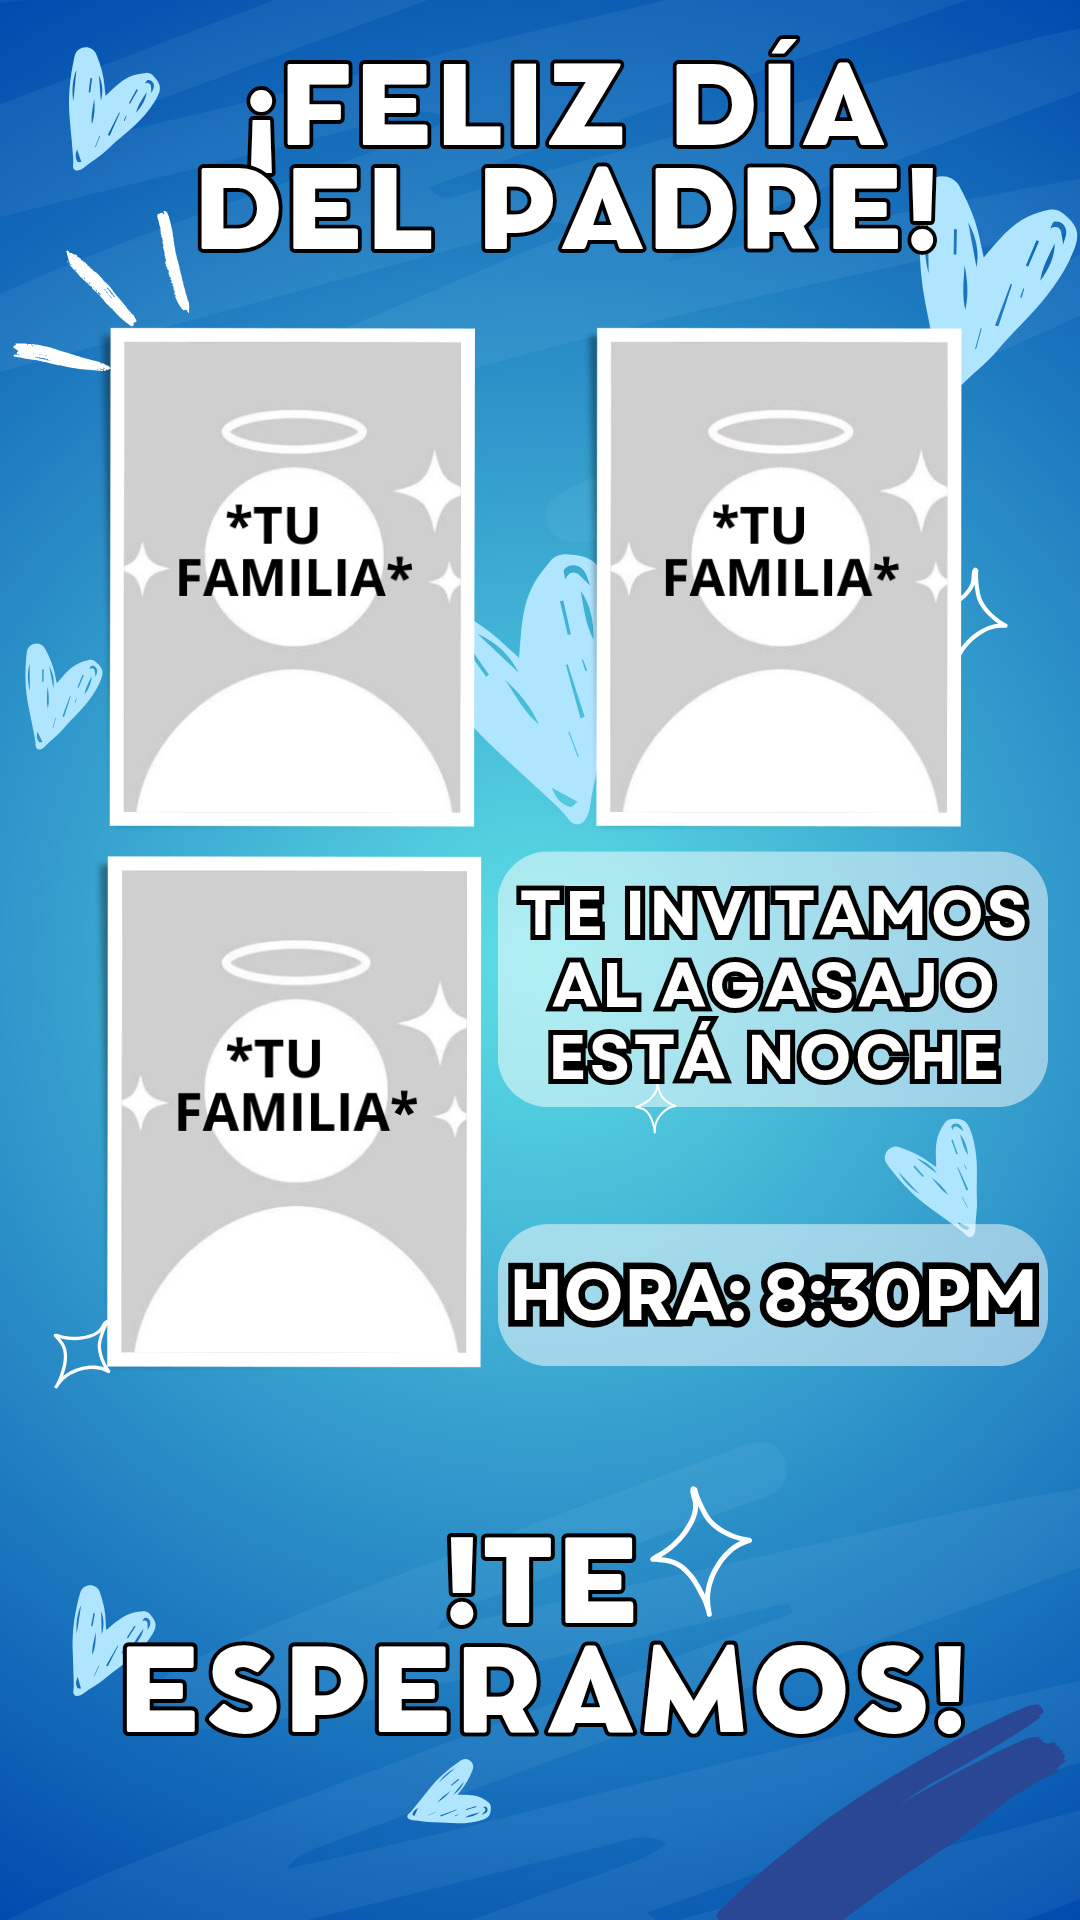 ¡FELIZ DÍA
DEL PADRE!
*TU
FAMILIA*
*TU
FAMILIA*
*TU
FAMILIA*
TE INVITAMOS
AL AGASAJO
ESTÁ NOCHE
HORA: 8:30PM
!TE
ESPERAMOS!